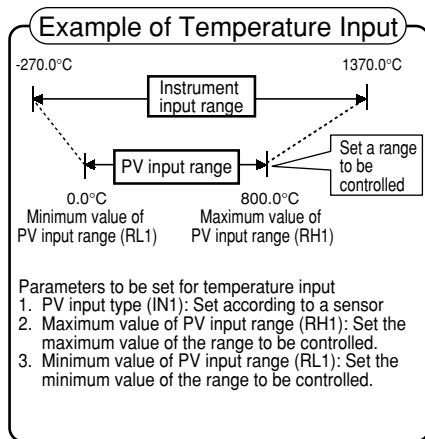 Example of Temperature Input
-270.0°C 1370.0°C
Instrument
input range
PV input range
Set a range
to be
controlled
0.0°C 800.0°C
Minimum value of Maximum value of
PV input range (RL1) PV input range (RH1)
Parameters to be set for temperature input
1. PV input type (IN1): Set according to a sensor
2. Maximum value of PV input range (RH1): Set the
maximum value of the range to be controlled.
3. Minimum value of PV input range (RL1): Set the
minimum value of the range to be controlled.